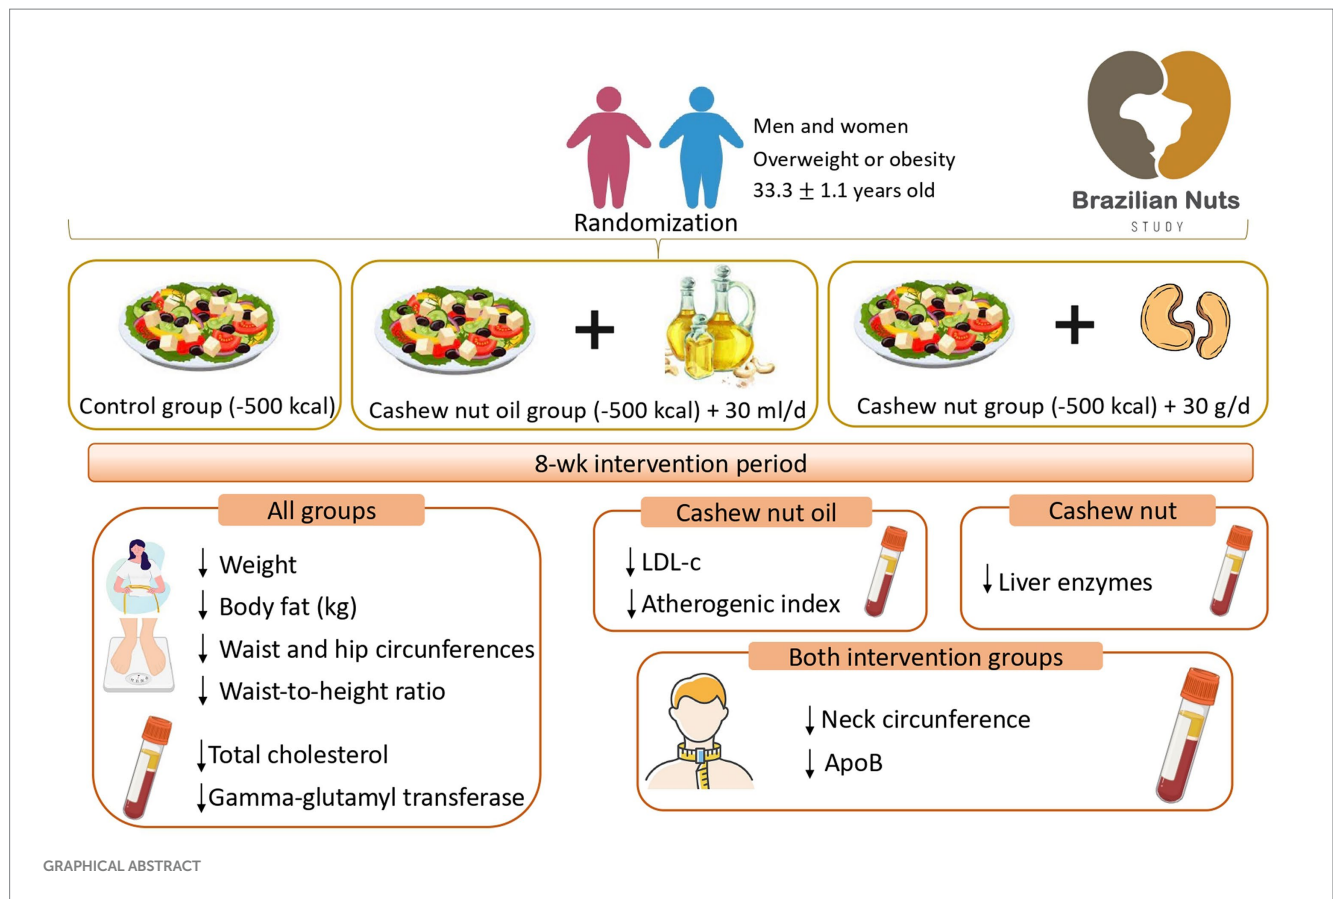 Men and women
Overweight or obesity
33.3 ± 1.1 years old
Brazilian Nuts
STUDY
Randomization
Control group (-500 kcal)
Cashew nut oil group (-500 kcal) + 30 ml/d
Cashew nut group (-500 kcal) + 30 g/d
8-wk intervention period
All groups
↓ Weight
↓ Body fat (kg)
↓ Waist and hip circunferences
↓ Waist-to-height ratio
↓Total cholesterol
↓Gamma-glutamyl transferase
Cashew nut oil
↓ LDL-c
↓ Atherogenic index
Cashew nut
↓ Liver enzymes
Both intervention groups
↓ Neck circunference
↓ ApoB
GRAPHICAL ABSTRACT